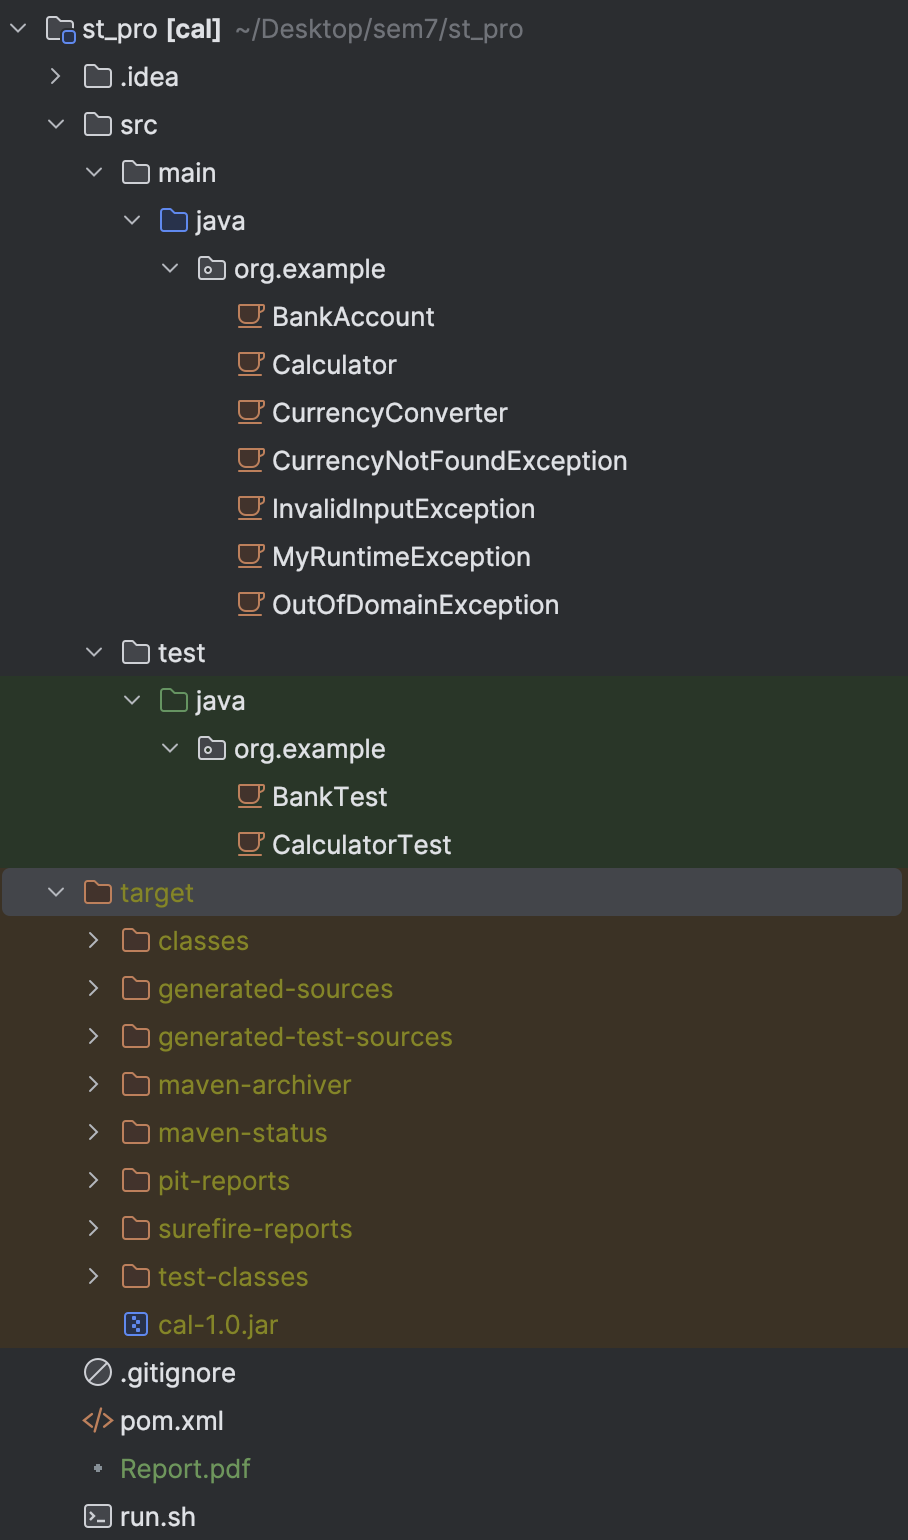 st_pro [cal] ~/Desktop/sem7/st_pro
.idea
src
main
java
org.example
BankAccount
Calculator
CurrencyConverter
CurrencyNotFoundException
InvalidInputException
MyRuntimeException
OutOfDomainException
test
java
org.example
BankTest
CalculatorTest
target
classes
generated-sources
generated-test-sources
maven-archiver
maven-status
pit-reports
surefire-reports
test-classes
cal-1.0.jar
.gitignore
pom.xml
Report.pdf
run.sh